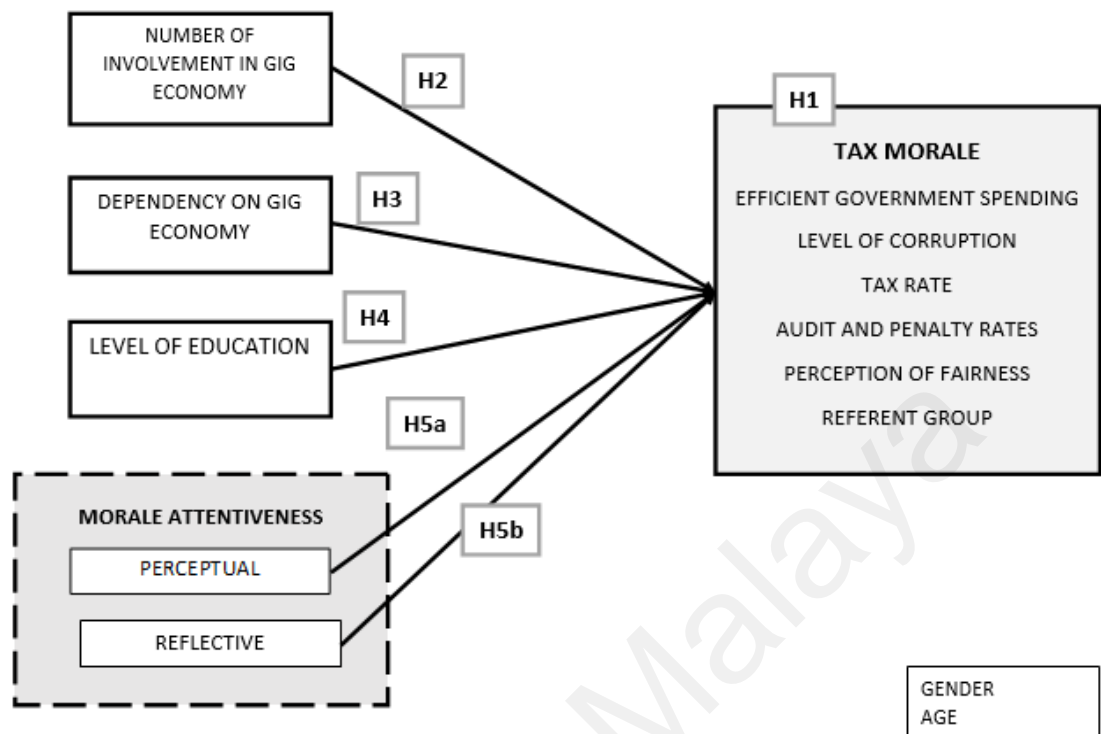 NUMBER OF
INVOLVEMENT IN GIG
ECONOMY
H2
DEPENDENCY ON GIG
ECONOMY
H3
LEVEL OF EDUCATION
H4
MORALE ATTENTIVENESS
PERCEPTUAL
REFLECTIVE
H5a
H5b
H1
TAX MORALE
EFFICIENT GOVERNMENT SPENDING
LEVEL OF CORRUPTION
TAX RATE
AUDIT AND PENALTY RATES
PERCEPTION OF FAIRNESS
REFERENT GROUP
Malaya
GENDER
AGE